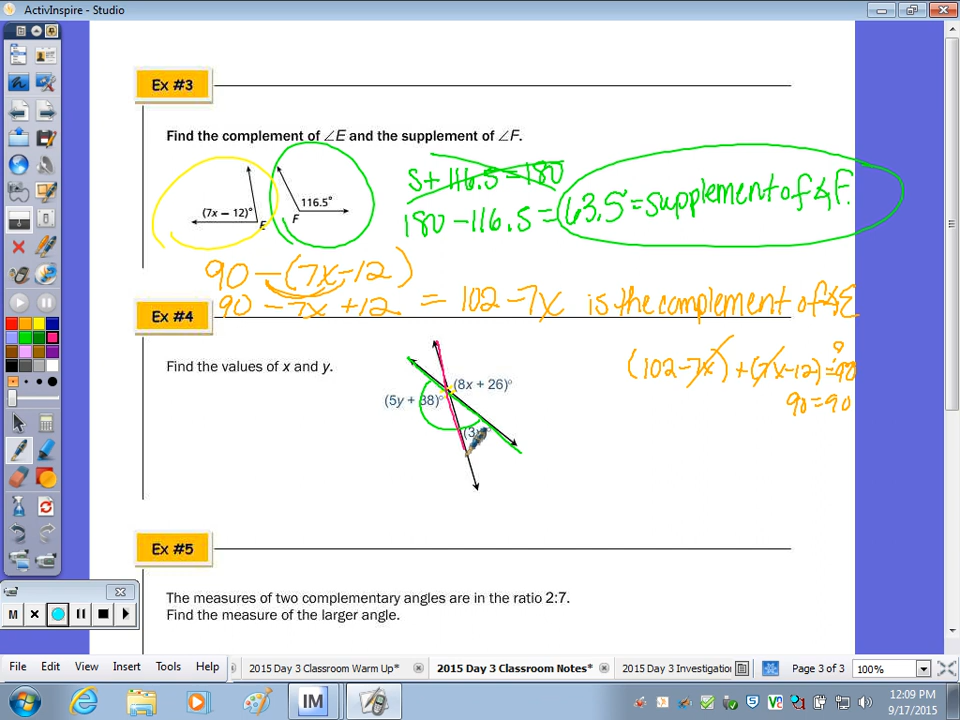 ActivInspire - Studio
Ex #3
Find the complement of ∠E and the supplement of ∠F.
(7x − 12)°
E
116.5°
F
S + 116.5 = 180
180 − 116.5 = 63.5° = supplement of ∡F.
90 − (7x − 12)
90 − 7x + 12 = 102 − 7x is the complement of ∡E
(102 − 7x) + (7x − 12) = 90
?
90 = 90
Ex #4
Find the values of x and y.
(8x + 26)°
(5y + 38)°
Ex #5
The measures of two complementary angles are in the ratio 2:7.
Find the measure of the larger angle.
M
File Edit View Insert Tools Help
2015 Day 3 Classroom Warm Up*
2015 Day 3 Classroom Notes*
2015 Day 3 Investigation
Page 3 of 3
100%
IM
12:09 PM
9/17/2015